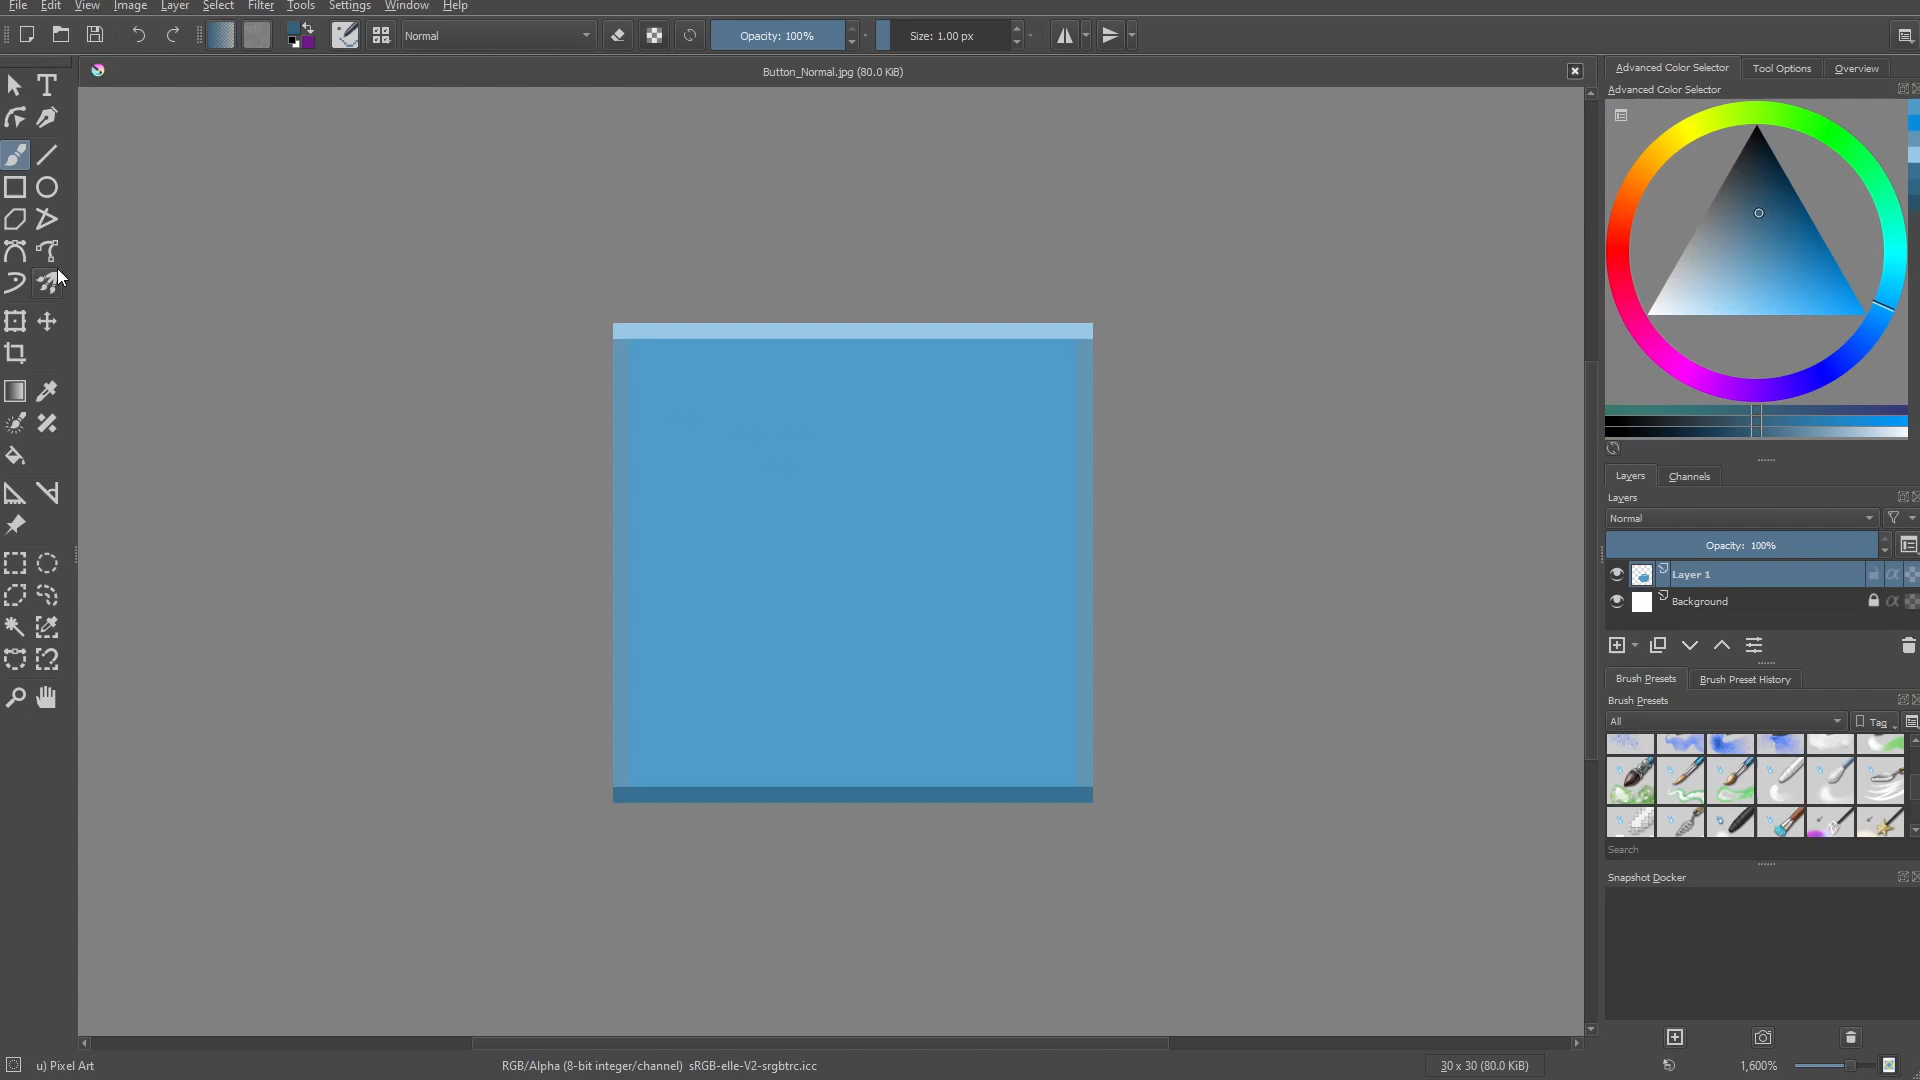 File Edit View Image Layer Select Filter Tools Settings Window Help
Normal
Opacity: 100%
Size: 1.00 px
Button_Normal.jpg (80.0 KiB)
Advanced Color Selector
Tool Options
Overview
Advanced Color Selector
Layers
Channels
Layers
Normal
Opacity: 100%
Layer 1
Background
Brush Presets
Brush Preset History
Brush Presets
All
Tag
Search
Snapshot Docker
u) Pixel Art
RGB/Alpha (8-bit integer/channel) sRGB-elle-V2-srgbtrc.icc
30 x 30 (80.0 KiB)
1,600%